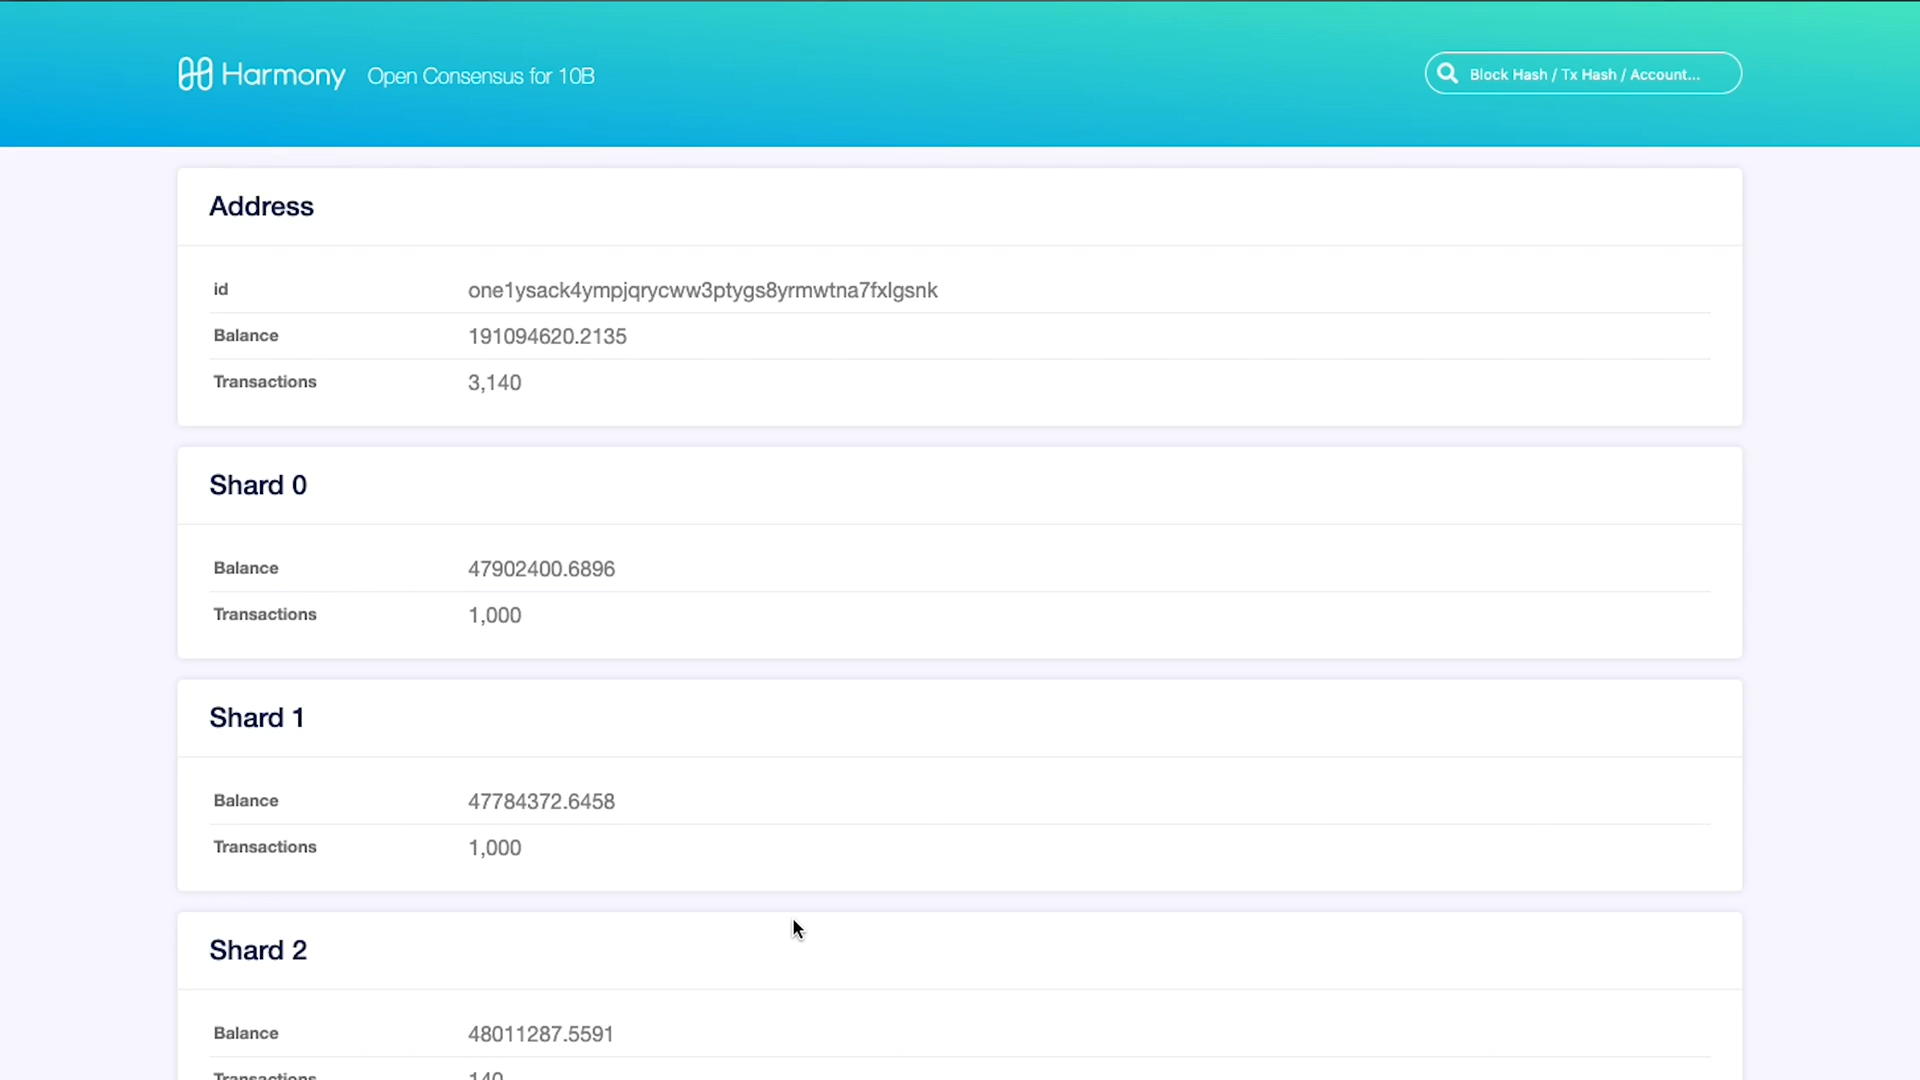 Harmony Open Consensus for 10B
Block Hash / Tx Hash / Account...
Address
id one1ysack4ympjqrycww3ptygs8yrmwtna7fxlgsnk
Balance 191094620.2135
Transactions 3,140
Shard 0
Balance 47902400.6896
Transactions 1,000
Shard 1
Balance 47784372.6458
Transactions 1,000
Shard 2
Balance 48011287.5591
Transactions 140